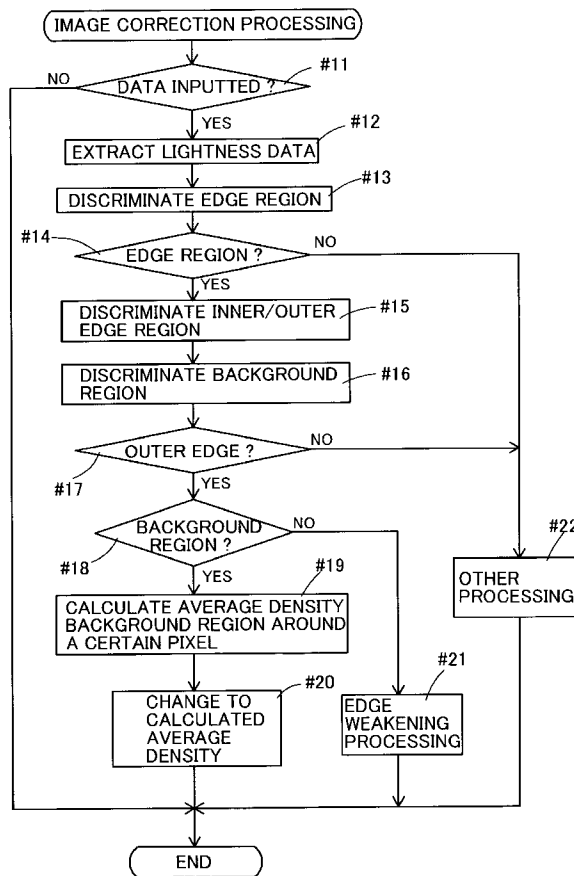 IMAGE CORRECTION PROCESSING
#11
NO
DATA INPUTTED ?
YES
#12
EXTRACT LIGHTNESS DATA
#13
DISCRIMINATE EDGE REGION
#14
EDGE REGION ?
NO
YES
DISCRIMINATE INNER/OUTER
EDGE REGION
#15
DISCRIMINATE BACKGROUND
REGION
#16
OUTER EDGE ?
NO
#17
YES
BACKGROUND
REGION ?
NO
#18
YES
#19
#22
CALCULATE AVERAGE DENSITY
BACKGROUND REGION AROUND
A CERTAIN PIXEL
OTHER
PROCESSING
#20
#21
CHANGE TO
CALCULATED
AVERAGE
DENSITY
EDGE
WEAKENING
PROCESSING
END